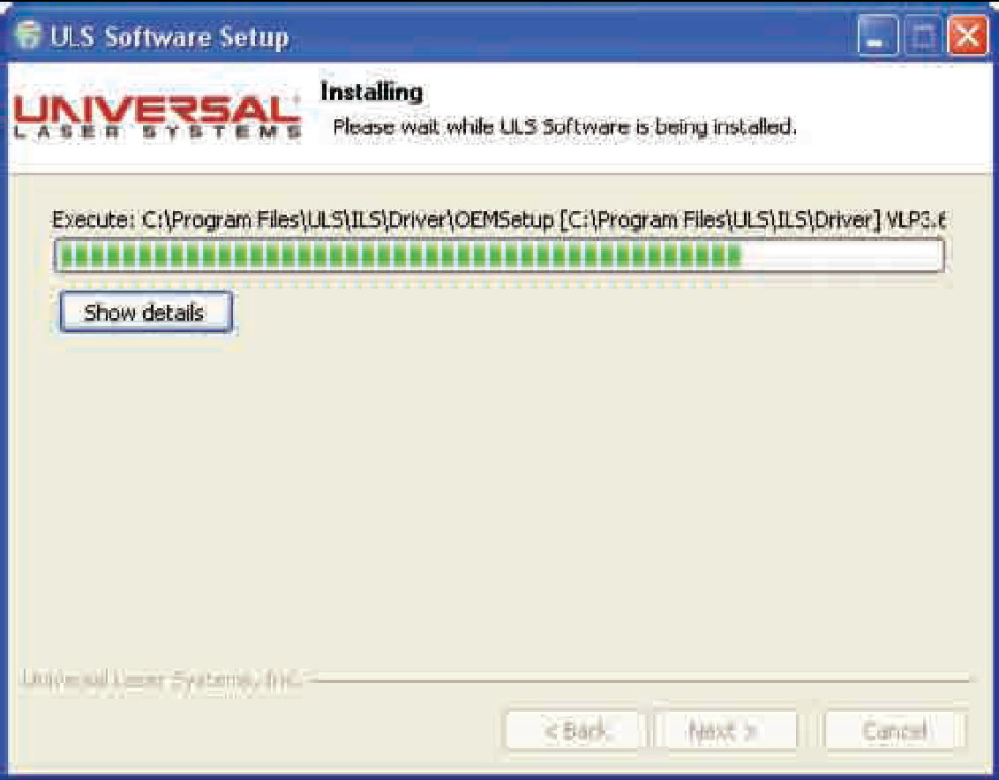 ULS Software Setup
UNIVERSAL
LASER SYSTEMS
Installing
Please wait while ULS Software is being installed.
Execute: C:\Program Files\ULS\ILS\Driver\OEMSetup [C:\Program Files\ULS\ILS\Driver] VLP3.6
Show details
Universal Laser Systems, Inc.
< Back
Next >
Cancel